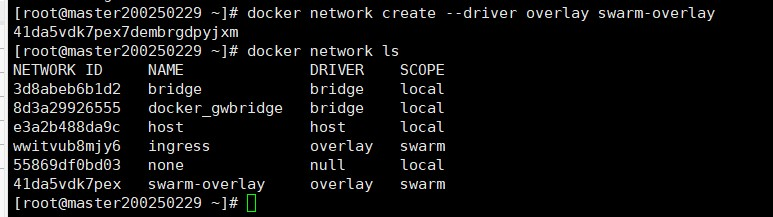 [root@master200250229 ~]# docker network create --driver overlay swarm-overlay
41da5vdk7pex7dembrgdpyjxm
[root@master200250229 ~]# docker network ls
NETWORK ID     NAME              DRIVER    SCOPE
3d8abeb6b1d2   bridge            bridge    local
8d3a29926555   docker_gwbridge   bridge    local
e3a2b488da9c   host              host      local
wwitvub8mjy6   ingress           overlay   swarm
55869df0bd03   none              null      local
41da5vdk7pex   swarm-overlay     overlay   swarm
[root@master200250229 ~]#